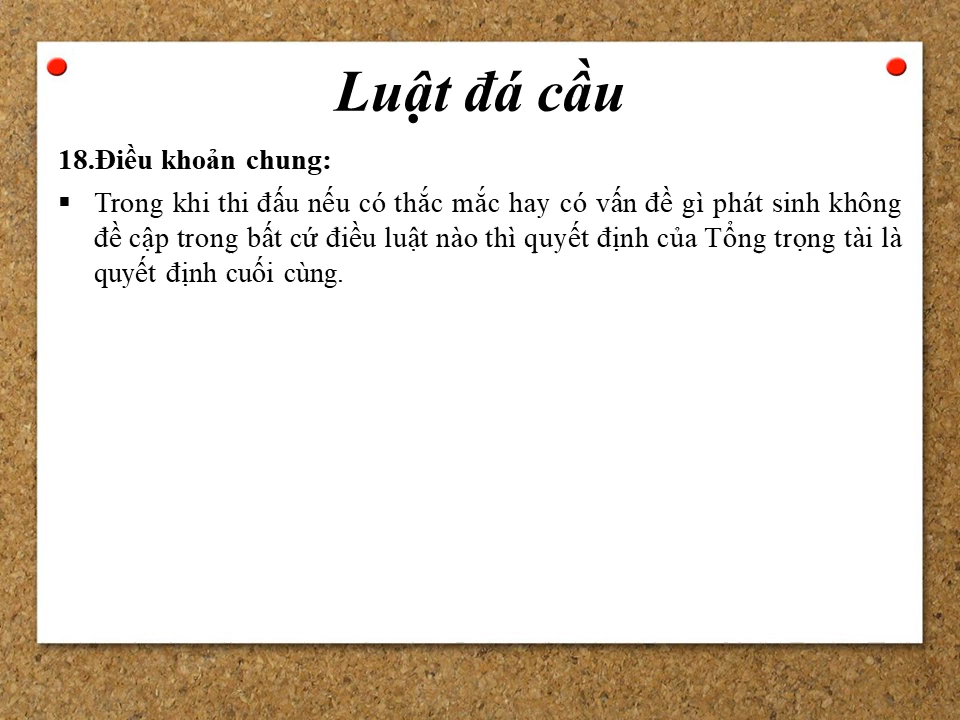 Luật đá cầu
18.Điều khoản chung:
▪ Trong khi thi đấu nếu có thắc mắc hay có vấn đề gì phát sinh không
đề cập trong bất cứ điều luật nào thì quyết định của Tổng trọng tài là
quyết định cuối cùng.